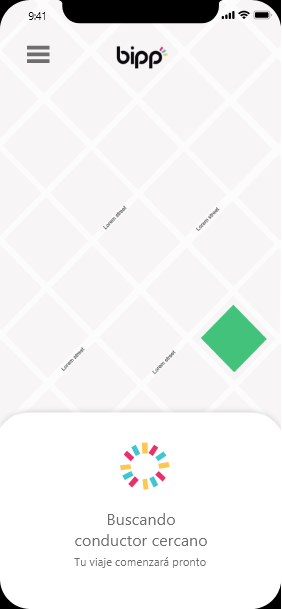 9:41
bipp
Lorem street
Lorem street
Lorem street
Lorem street
Buscando
conductor cercano
Tu viaje comenzará pronto